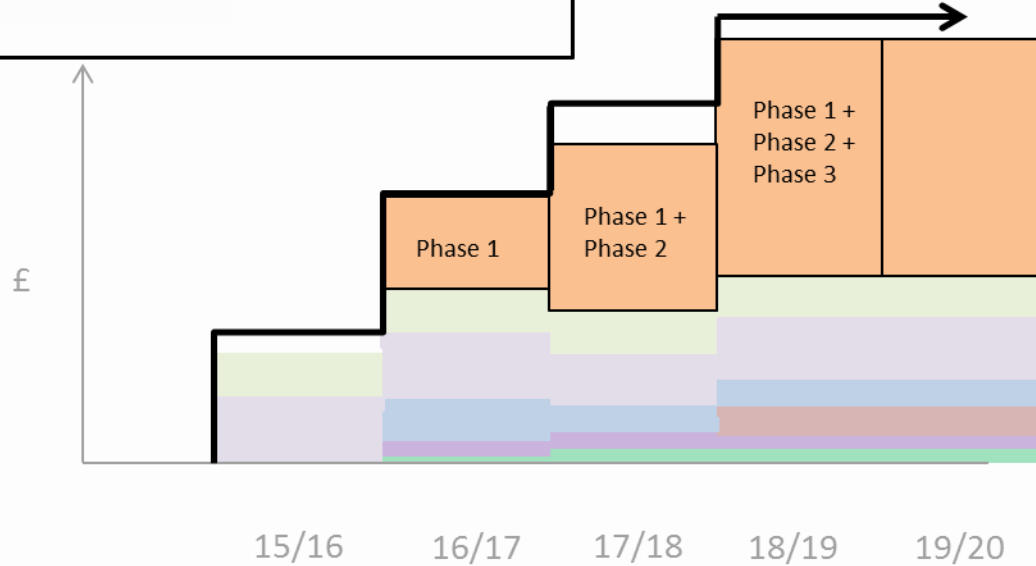 Phase 1 +
Phase 2 +
Phase 3
Phase 1 +
Phase 2
Phase 1
£
15/16
16/17
17/18
18/19
19/20